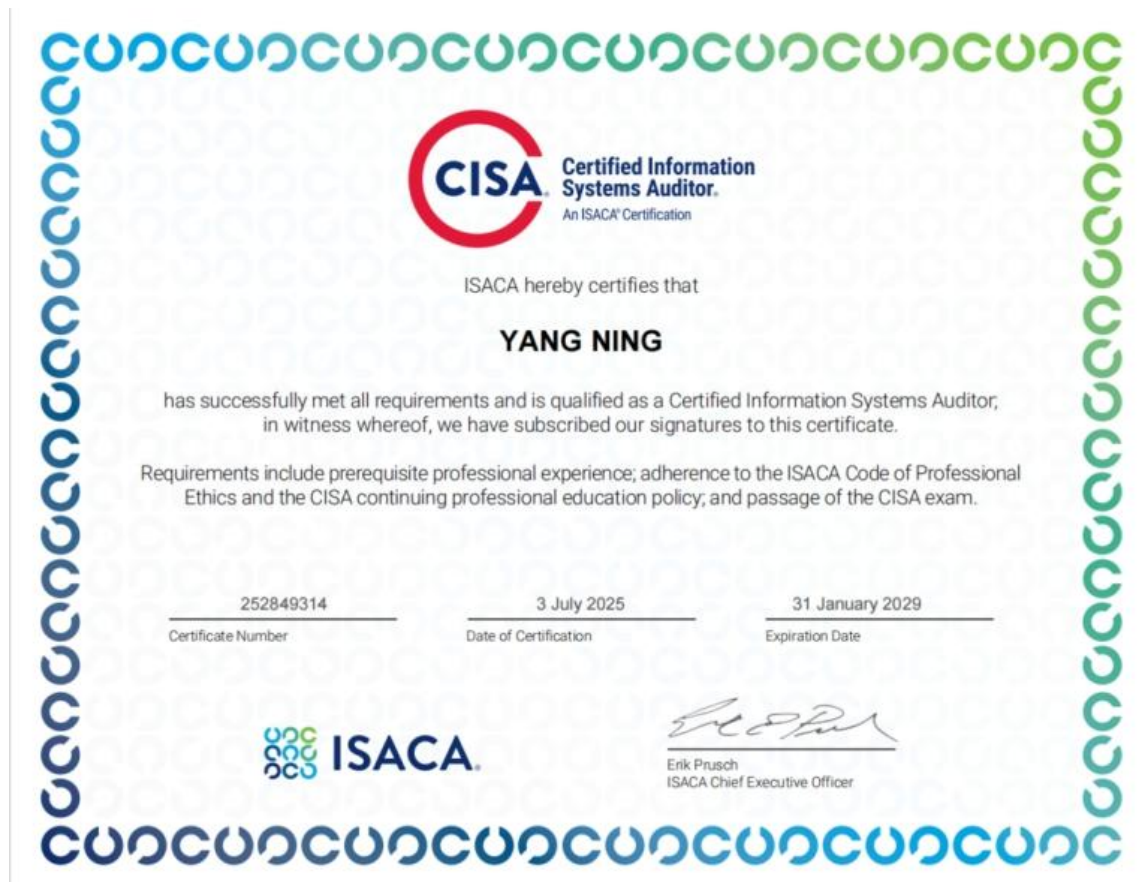 CISA® Certified Information
Systems Auditor.
An ISACA® Certification
ISACA hereby certifies that
YANG NING
has successfully met all requirements and is qualified as a Certified Information Systems Auditor;
in witness whereof, we have subscribed our signatures to this certificate.
Requirements include prerequisite professional experience; adherence to the ISACA Code of Professional
Ethics and the CISA continuing professional education policy; and passage of the CISA exam.
252849314 3 July 2025 31 January 2029
Certificate Number Date of Certification Expiration Date
ISACA.
Erik Prusch
ISACA Chief Executive Officer